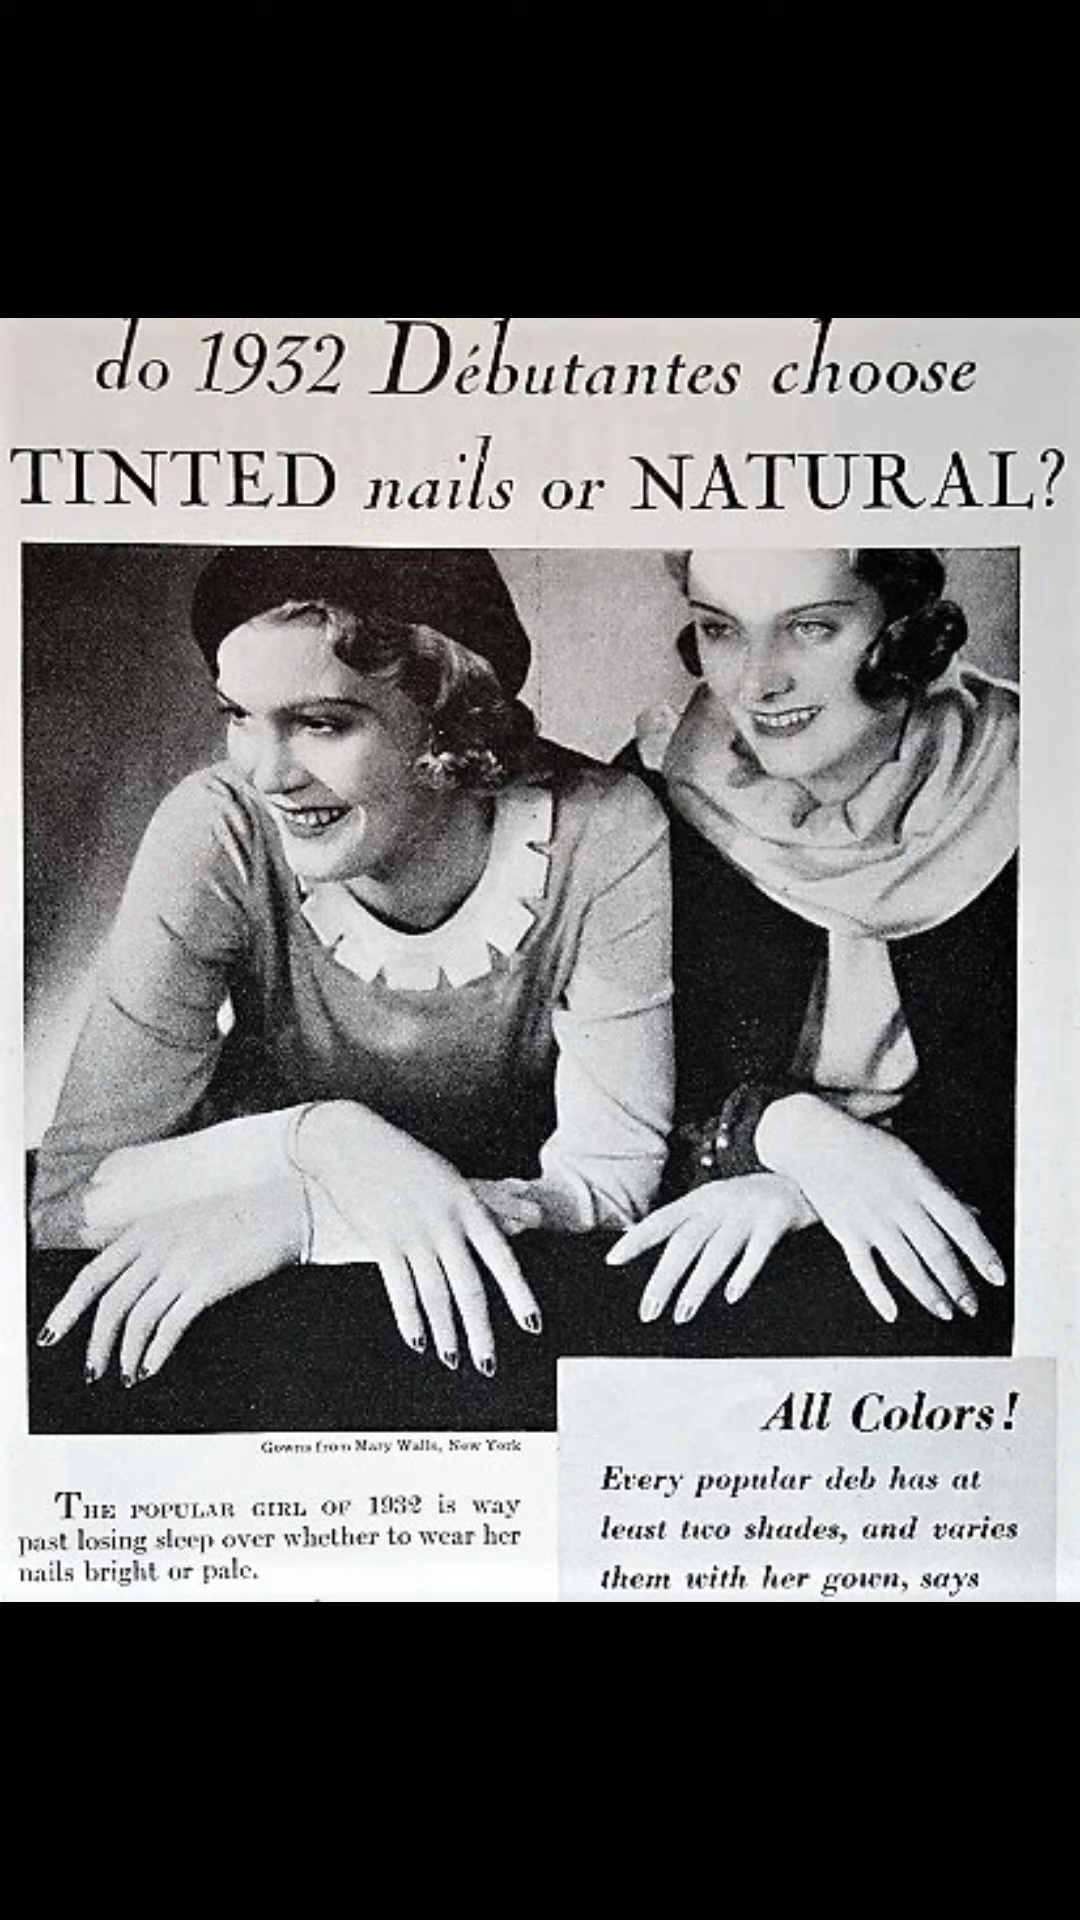 do 1932 Débutantes choose
TINTED nails or NATURAL?
Gowns from Mary Walls, New York
THE POPULAR GIRL OF 1932 is way
past losing sleep over whether to wear her
nails bright or pale.
All Colors!
Every popular deb has at
least two shades, and varies
them with her gown, says